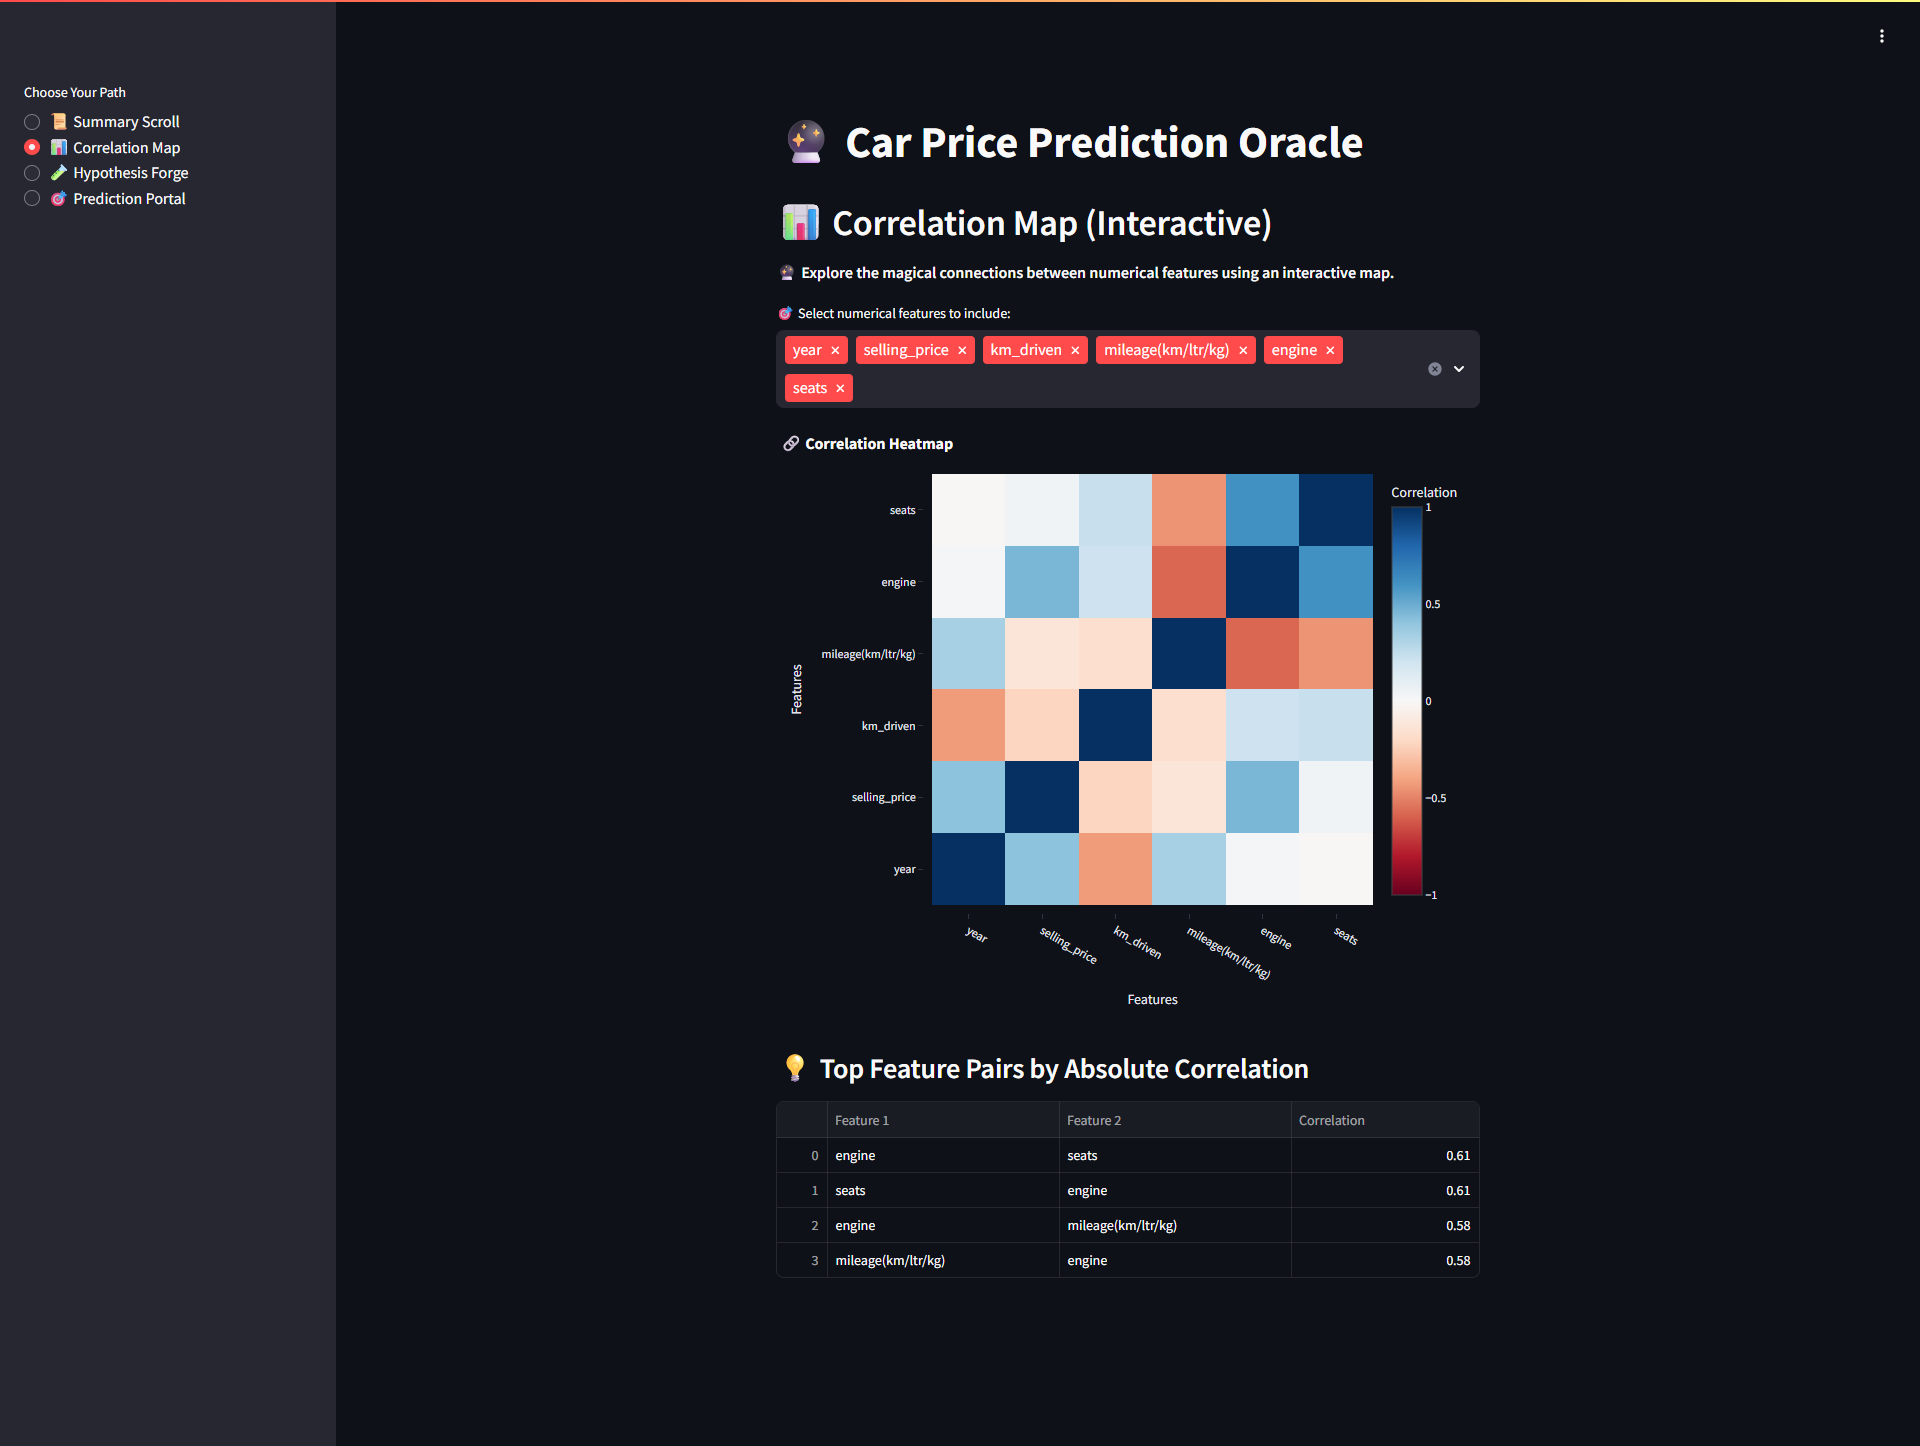 Choose Your Path
Summary Scroll
Correlation Map
Hypothesis Forge
Prediction Portal
Car Price Prediction Oracle
Correlation Map (Interactive)
Explore the magical connections between numerical features using an interactive map.
Select numerical features to include:
year × selling_price × km_driven × mileage(km/ltr/kg) × engine ×
seats ×
Correlation Heatmap
Correlation
1
0.5
0
−0.5
−1
Features
seats
engine
mileage(km/ltr/kg)
km_driven
selling_price
year
year selling_price km_driven mileage(km/ltr/kg) engine seats
Features
Top Feature Pairs by Absolute Correlation
Feature 1 Feature 2 Correlation
0 engine seats 0.61
1 seats engine 0.61
2 engine mileage(km/ltr/kg) 0.58
3 mileage(km/ltr/kg) engine 0.58